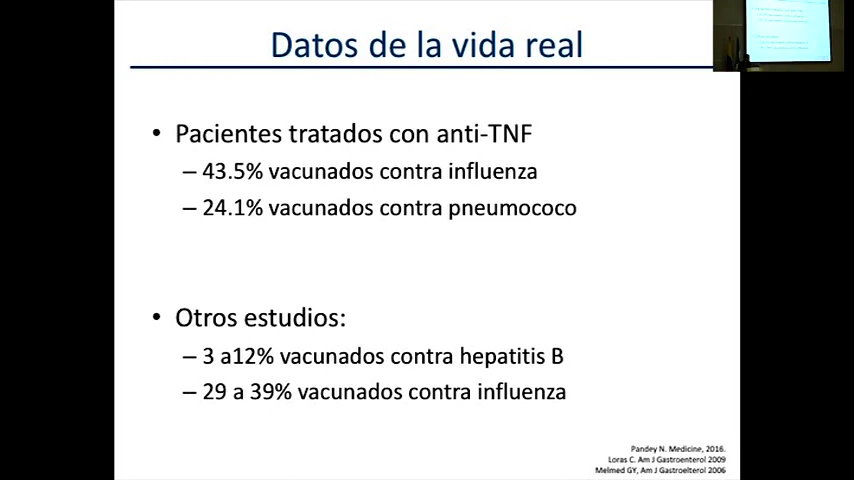 Datos de la vida real
• Pacientes tratados con anti-TNF
– 43.5% vacunados contra influenza
– 24.1% vacunados contra pneumococo
• Otros estudios:
– 3 a12% vacunados contra hepatitis B
– 29 a 39% vacunados contra influenza
Pandey N. Medicine, 2016.
Loras C. Am J Gastroenterol 2009
Melmed GY, Am J Gastroelterol 2006